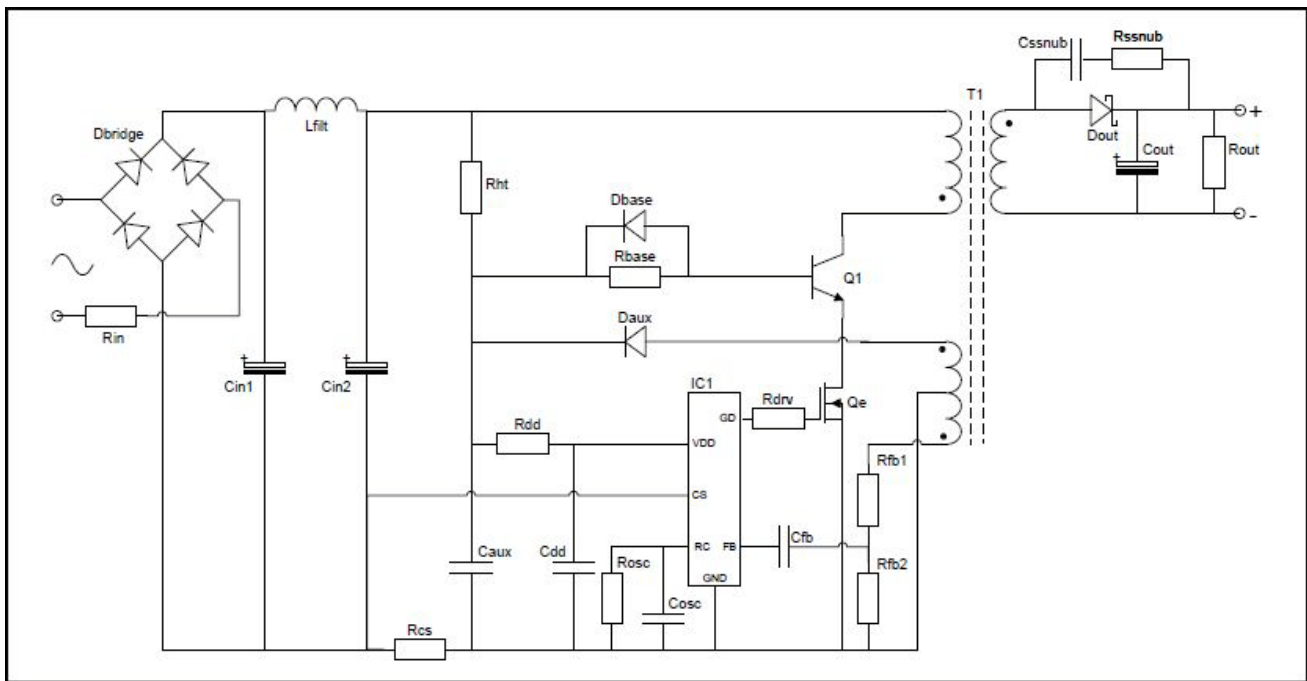 Cssnub
Rssnub
T1
Lfilt
Dbridge
+
Dout
Cout
+
Rout
Rht
Dbase
-
Rbase
Q1
Rin
Daux
+
+
Cin1
Cin2
IC1
Rdrv
Qe
GD
Rdd
VDD
Rfb1
CS
Cfb
RC
FB
Caux
Cdd
Rosc
Rfb2
GND
Cosc
Rcs